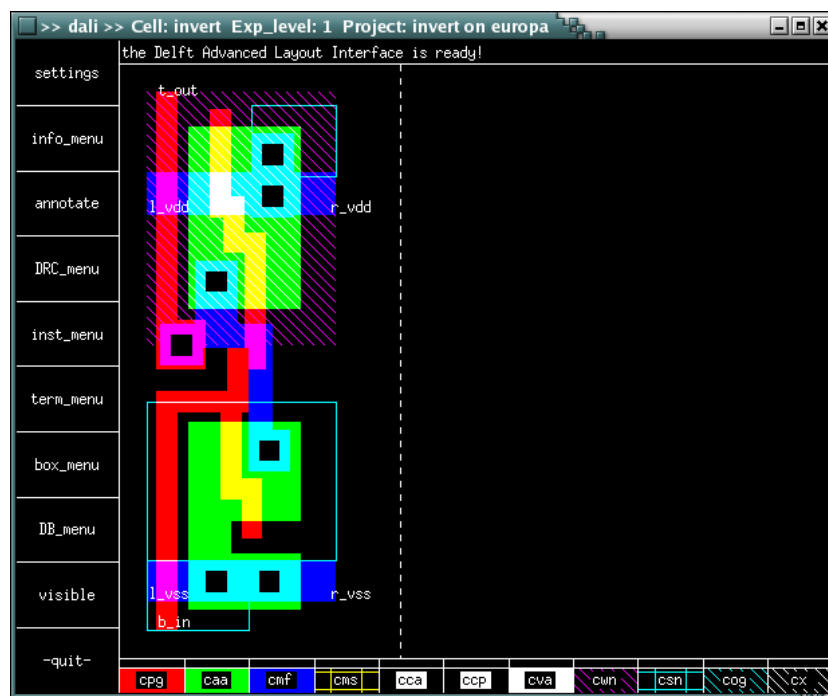 >> dali >> Cell: invert Exp_level: 1 Project: invert on europa
the Delft Advanced Layout Interface is ready!
settings
info_menu
annotate
DRC_menu
inst_menu
term_menu
box_menu
DB_menu
visible
-quit-
t_out
l_vdd
r_vdd
l_vss
r_vss
b_in
cpg caa cmf cms cca ccp cva cwn csn cog cx